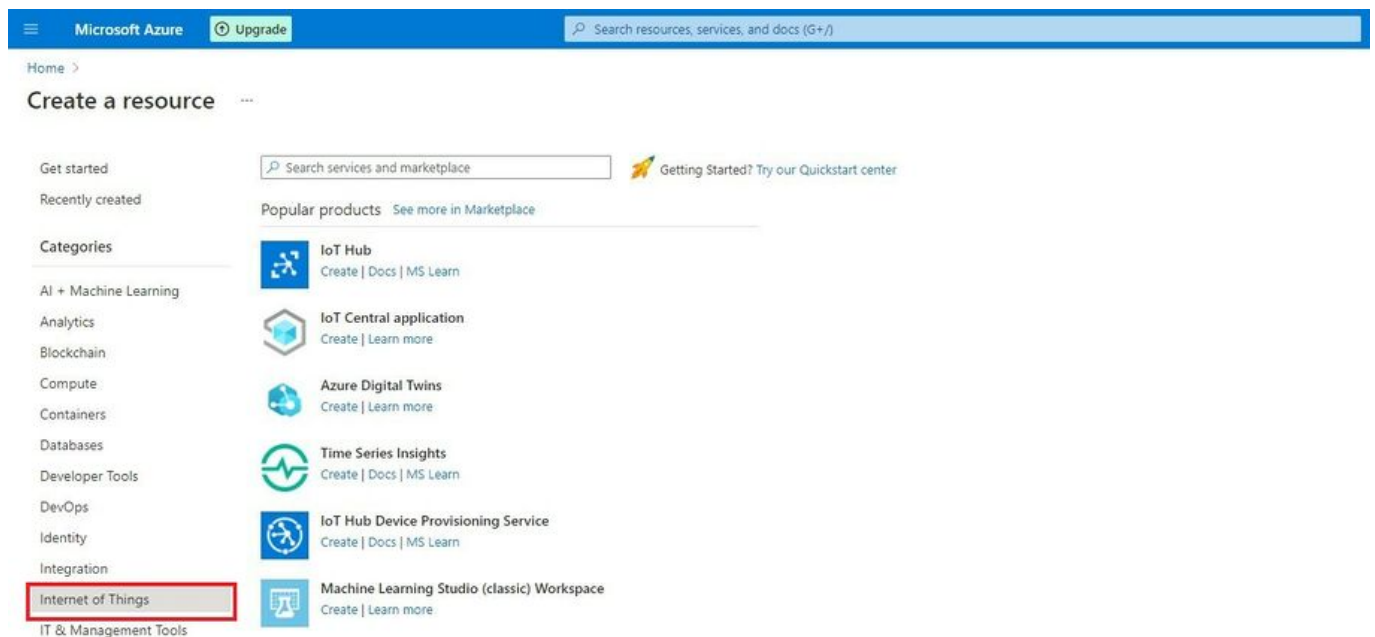 Microsoft Azure
Upgrade
Search resources, services, and docs (G+/)
Home >
Create a resource ...
Get started
Recently created
Categories
AI + Machine Learning
Analytics
Blockchain
Compute
Containers
Databases
Developer Tools
DevOps
Identity
Integration
Internet of Things
IT & Management Tools
Search services and marketplace
Getting Started? Try our Quickstart center
Popular products See more in Marketplace
IoT Hub
Create | Docs | MS Learn
IoT Central application
Create | Learn more
Azure Digital Twins
Create | Learn more
Time Series Insights
Create | Docs | MS Learn
IoT Hub Device Provisioning Service
Create | Docs | MS Learn
Machine Learning Studio (classic) Workspace
Create | Learn more